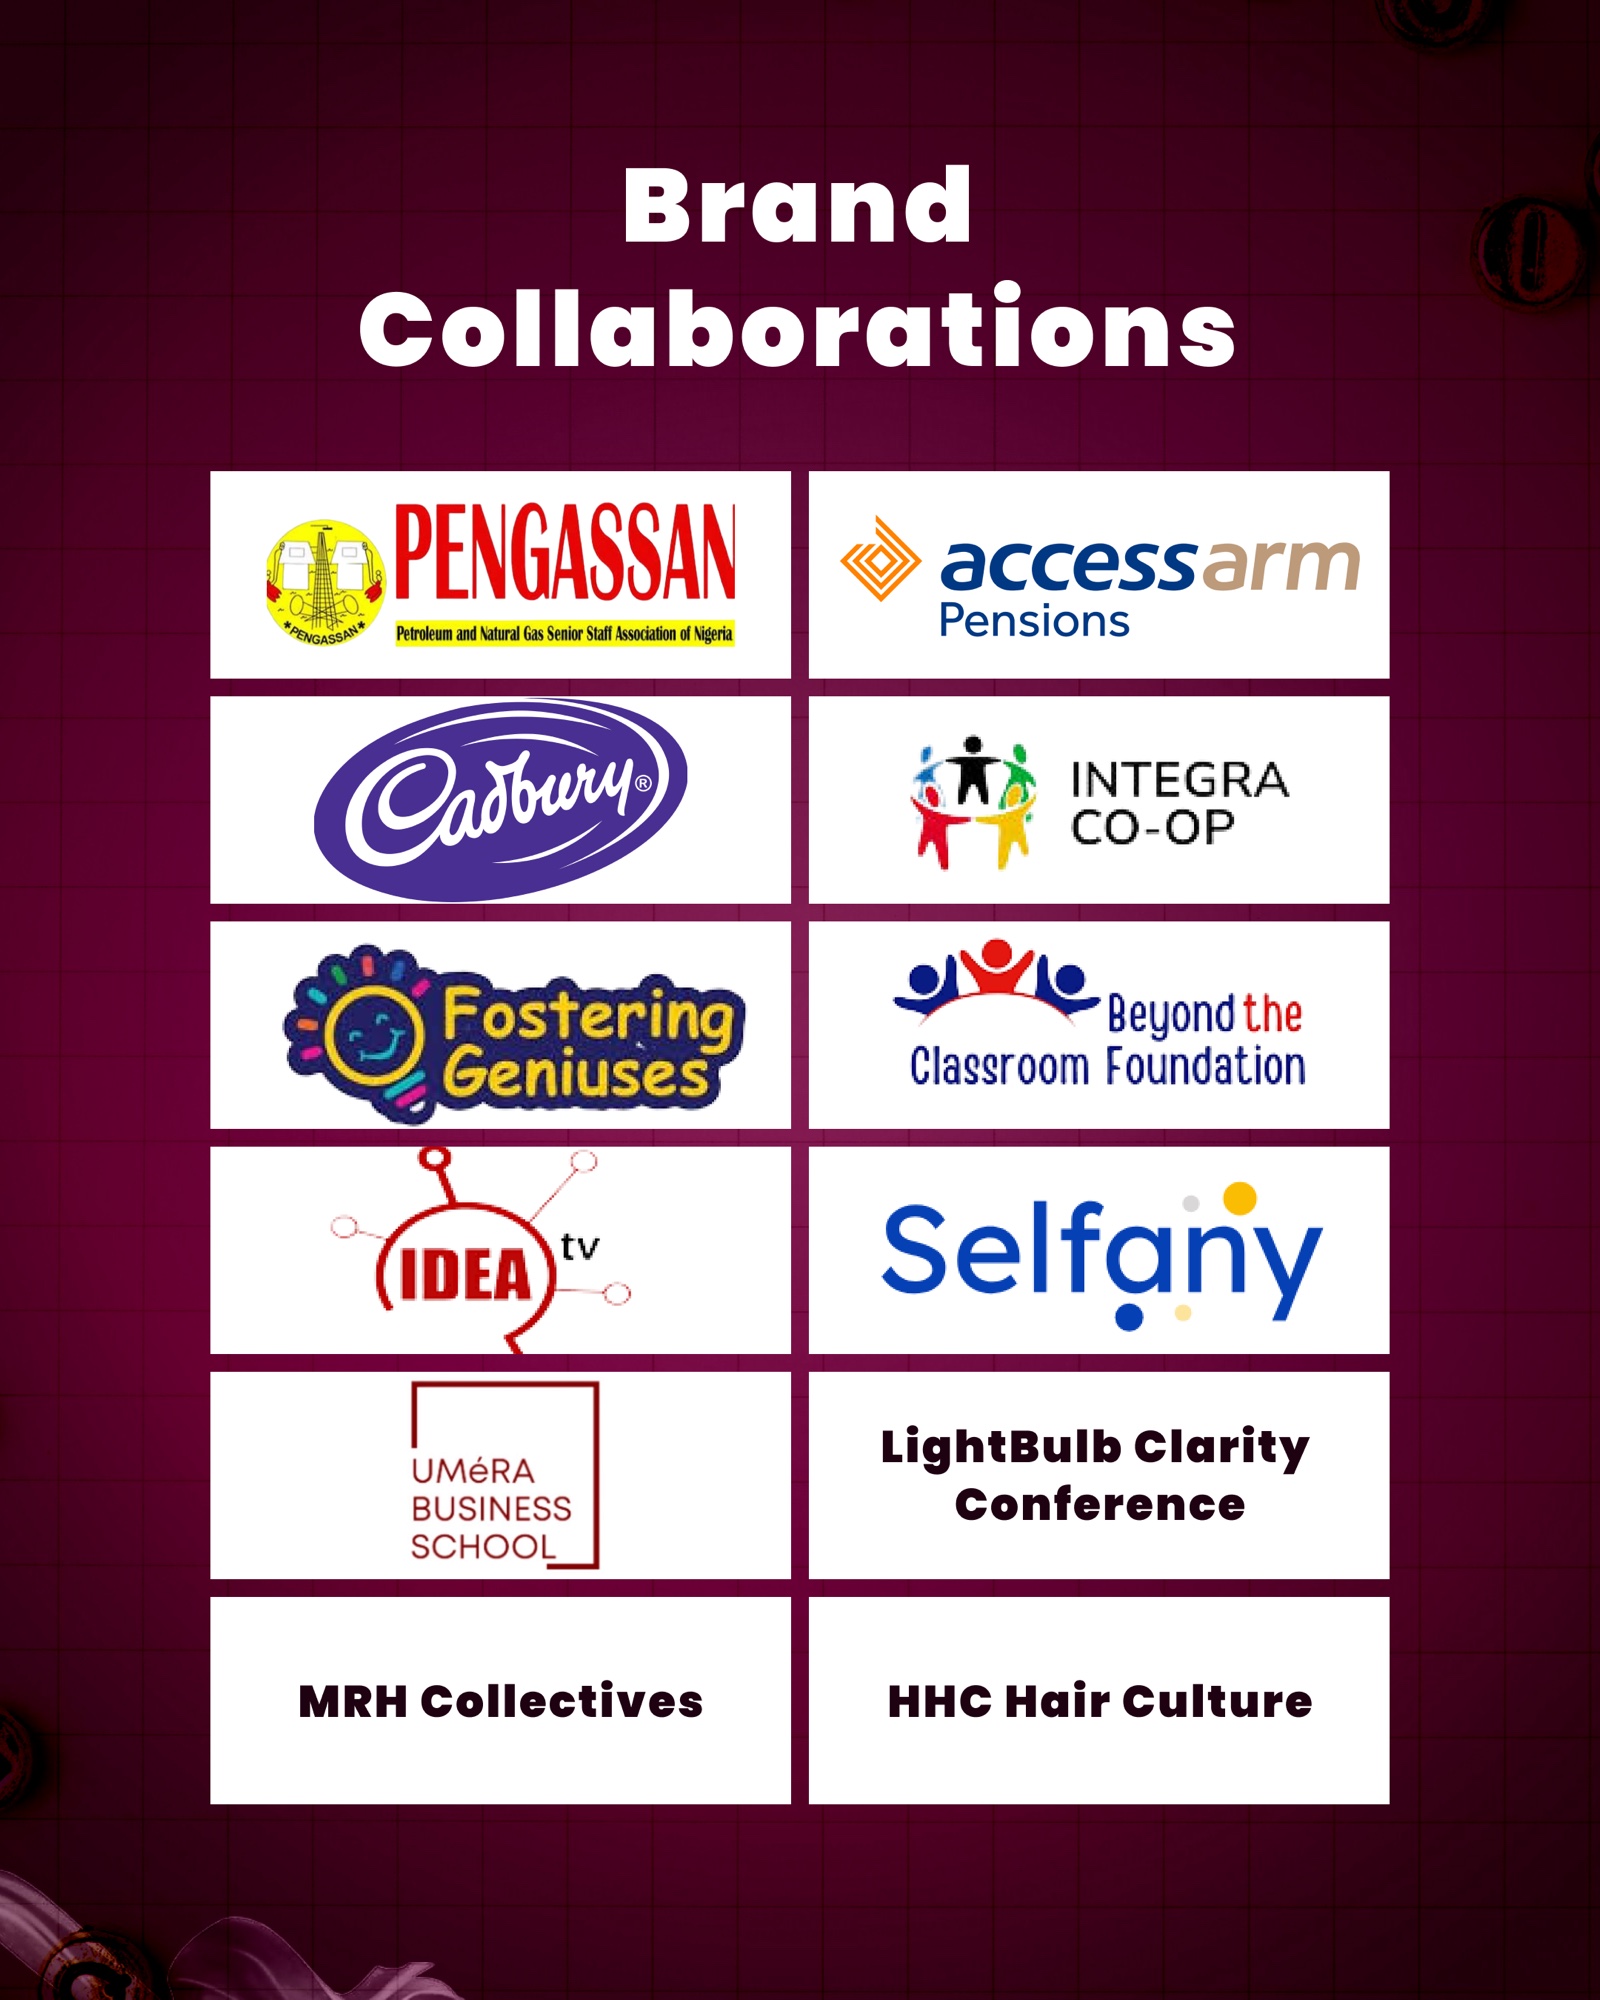 Brand
Collaborations
PENGASSAN
Petroleum and Natural Gas Senior Staff Association of Nigeria
PENGASSAN
accessarm
Pensions
Cadbury®
INTEGRA
CO-OP
Fostering
Geniuses
Beyond the
Classroom Foundation
IDEA tv
Selfany
UMéRA
BUSINESS
SCHOOL
LightBulb Clarity
Conference
MRH Collectives
HHC Hair Culture